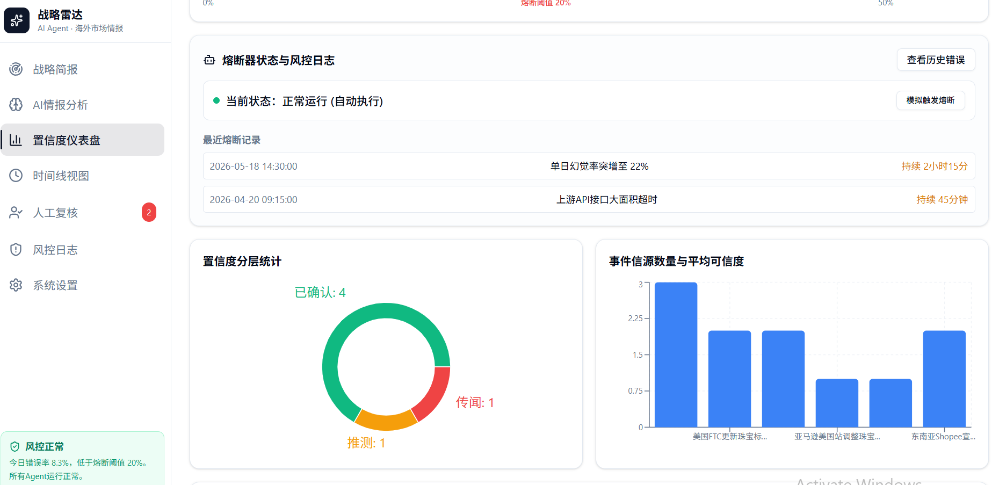 战略雷达
AI Agent · 海外市场情报
战略简报
AI情报分析
置信度仪表盘
时间线视图
人工复核
2
风控日志
系统设置
风控正常
今日错误率 8.3%，低于熔断阈值 20%。
所有Agent运行正常。
0%
熔断阈值 20%
50%
熔断器状态与风控日志
查看历史错误
当前状态：正常运行 (自动执行)
模拟触发熔断
最近熔断记录
2026-05-18 14:30:00
单日幻觉率突增至 22%
持续 2小时15分
2026-04-20 09:15:00
上游API接口大面积超时
持续 45分钟
置信度分层统计
已确认: 4
传闻: 1
推测: 1
事件信源数量与平均可信度
3
2.25
1.5
0.75
0
美国FTC更新珠宝标...
亚马逊美国站调整珠宝...
东南亚Shopee宣...
Activate Windows